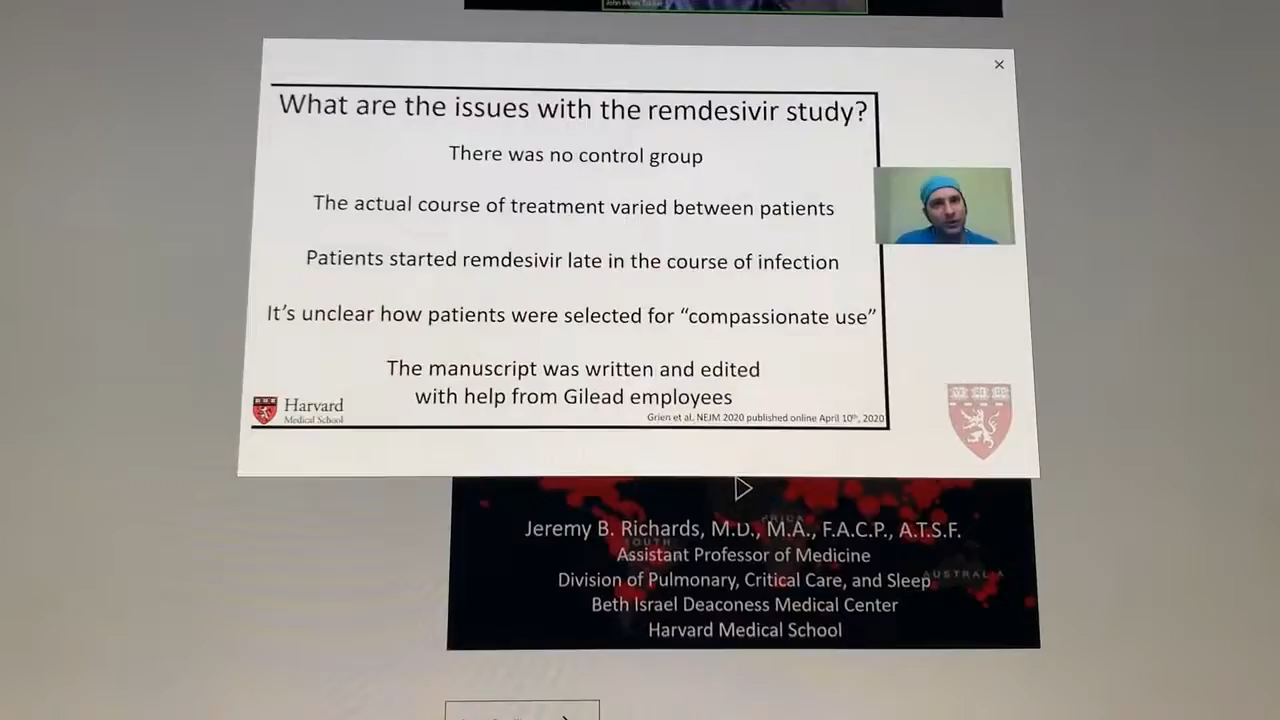 What are the issues with the remdesivir study?
There was no control group
The actual course of treatment varied between patients
Patients started remdesivir late in the course of infection
It's unclear how patients were selected for "compassionate use"
The manuscript was written and edited
with help from Gilead employees
Harvard
Medical School
Grien et al. NEJM 2020 published online April 10th, 2020
Jeremy B. Richards, M.D., M.A., F.A.C.P., A.T.S.F.
SOUTH
Assistant Professor of Medicine
AUSTRALIA
Division of Pulmonary, Critical Care, and Sleep
Beth Israel Deaconess Medical Center
Harvard Medical School